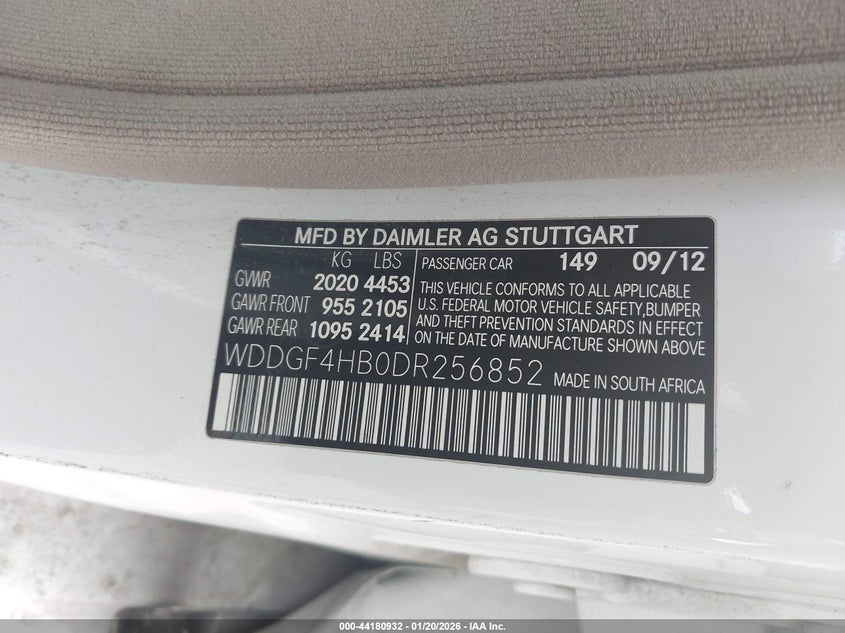 MFD BY DAIMLER AG STUTTGART
KG LBS
GVWR 2020 4453
GAWR FRONT 955 2105
GAWR REAR 1095 2414
PASSENGER CAR 149 09/12
THIS VEHICLE CONFORMS TO ALL APPLICABLE
U.S. FEDERAL MOTOR VEHICLE SAFETY,BUMPER
AND THEFT PREVENTION STANDARDS IN EFFECT
ON THE DATE OF MANUFACTURE SHOWN ABOVE
WDDGF4HB0DR256852 MADE IN SOUTH AFRICA
000-44180932 - 01/20/2026 - IAA Inc.